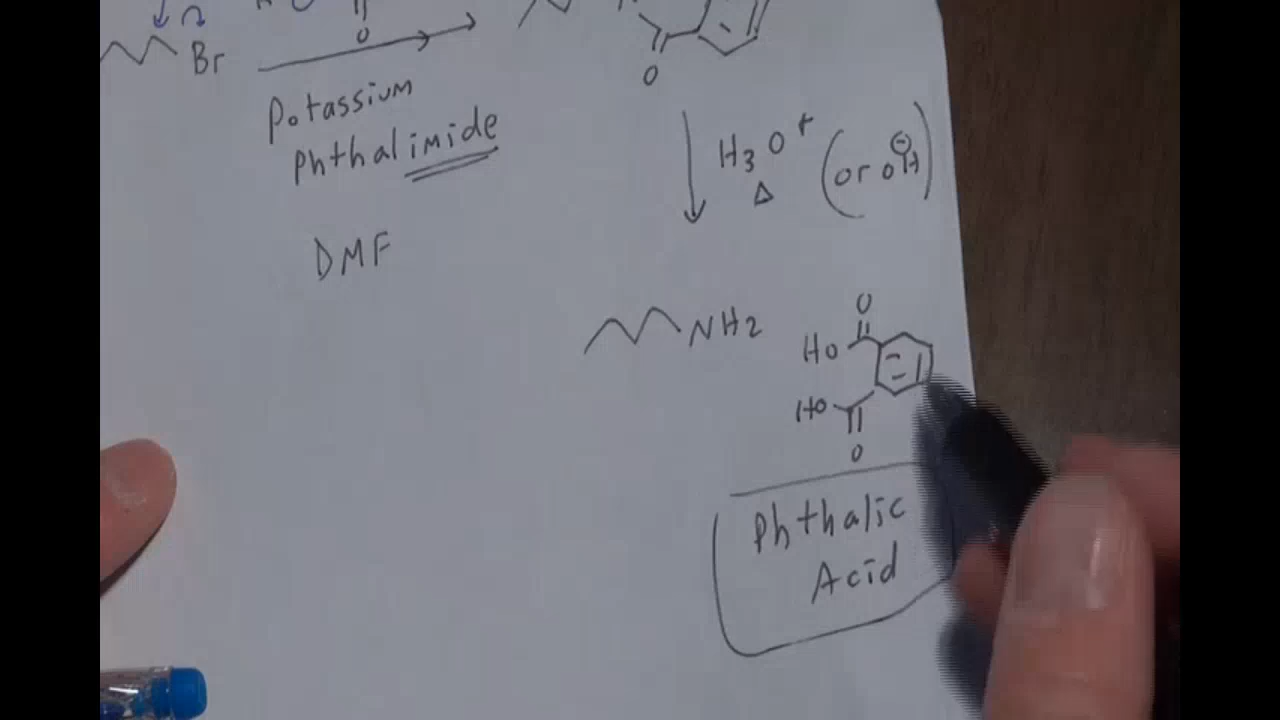 O
Br
Potassium
Phthalimide
DMF
O
H3O+ (or OH⊖)
Δ
NH2
O
HO
HO
O
Phthalic
Acid